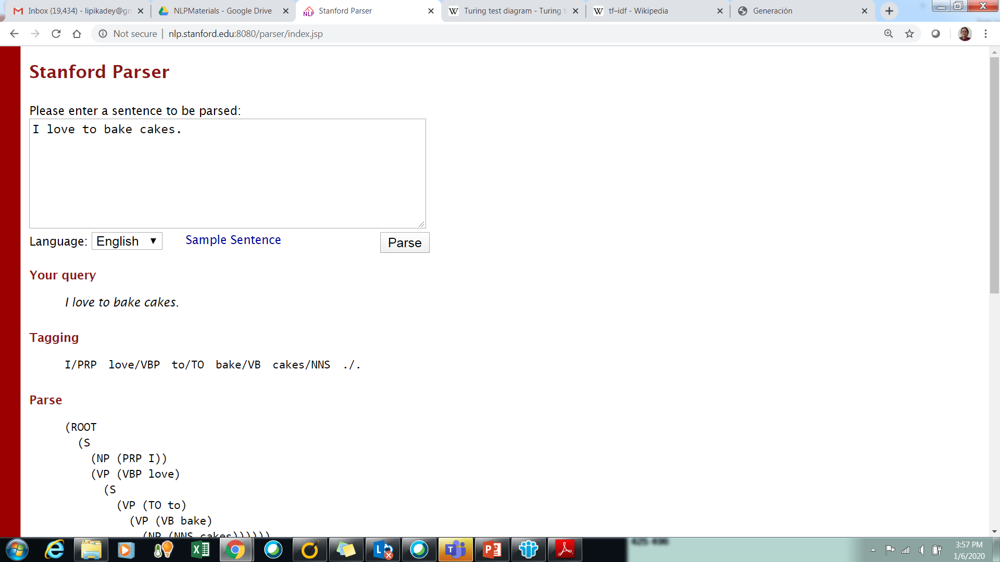 Inbox (19,434) - lipikadey@gm
NLPMaterials - Google Drive
NLP Stanford Parser
W Turing test diagram - Turing t
W tf-idf - Wikipedia
Generación
Not secure | nlp.stanford.edu:8080/parser/index.jsp
Stanford Parser
Please enter a sentence to be parsed:
I love to bake cakes.
Language: English Sample Sentence Parse
Your query
I love to bake cakes.
Tagging
I/PRP love/VBP to/TO bake/VB cakes/NNS ./.
Parse
(ROOT
(S
(NP (PRP I))
(VP (VBP love)
(S
(VP (TO to)
(VP (VB bake)
(NP (NNS cakes))))))
425 496
3:57 PM
1/6/2020